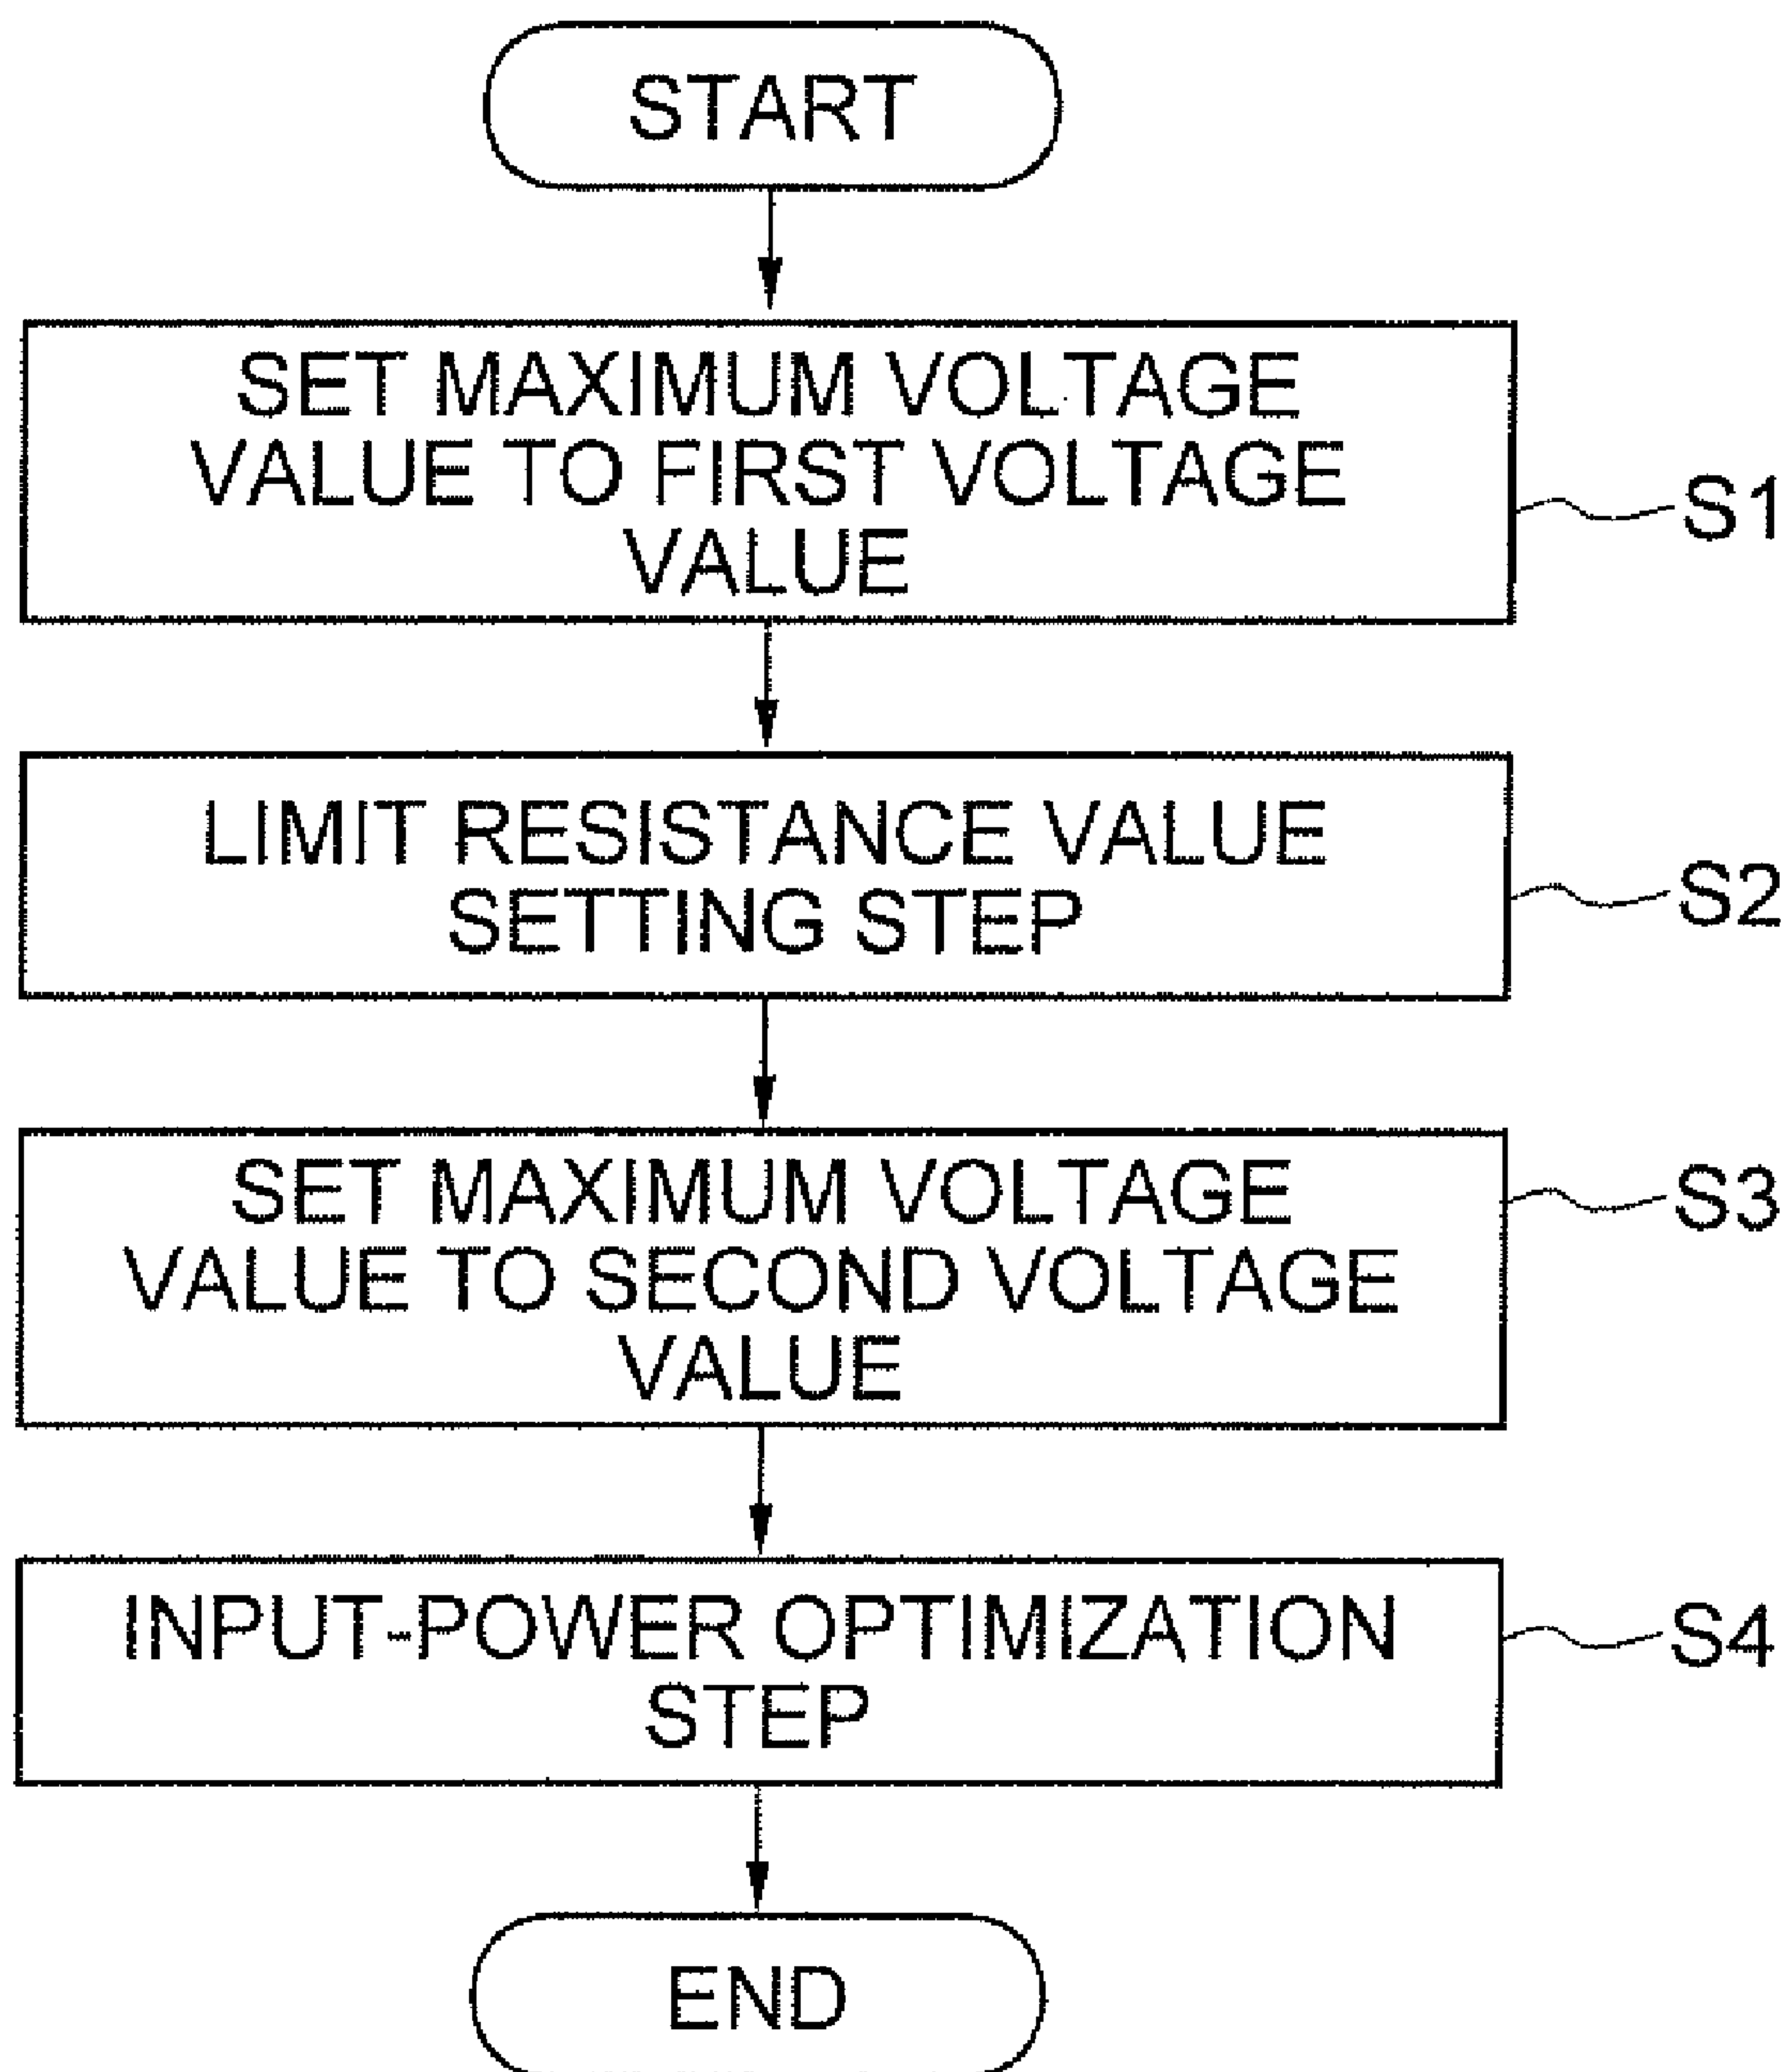 START
SET MAXIMUM VOLTAGE
VALUE TO FIRST VOLTAGE
VALUE
S1
LIMIT RESISTANCE VALUE
SETTING STEP
S2
SET MAXIMUM VOLTAGE
VALUE TO SECOND VOLTAGE
VALUE
S3
INPUT-POWER OPTIMIZATION
STEP
S4
END